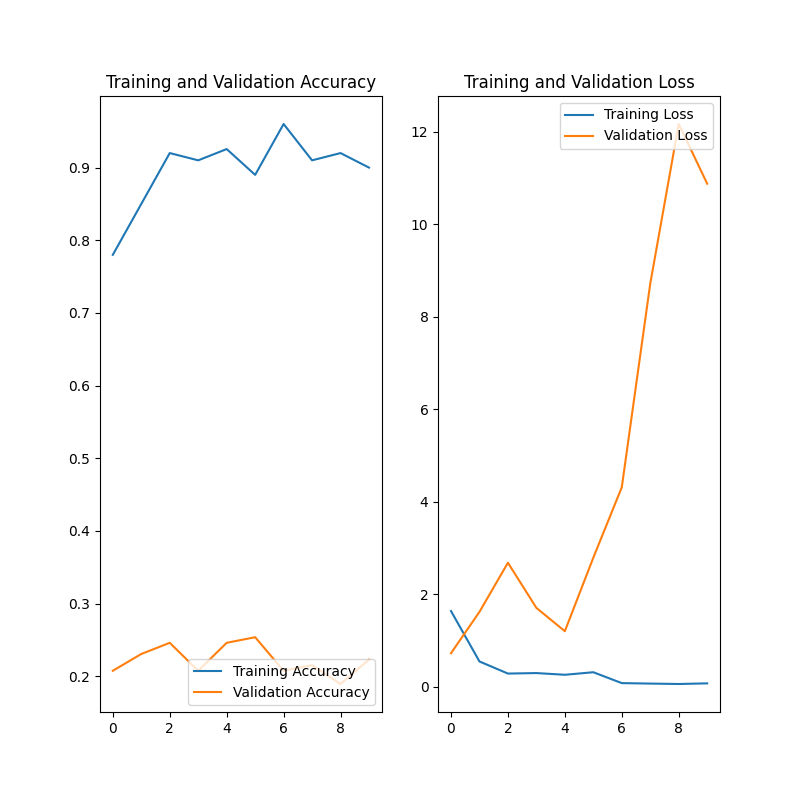 Training and Validation Accuracy
0.9
0.8
0.7
0.6
0.5
0.4
0.3
0.2
0 2 4 6 8
Training Accuracy
Validation Accuracy
Training and Validation Loss
12
10
8
6
4
2
0
0 2 4 6 8
Training Loss
Validation Loss